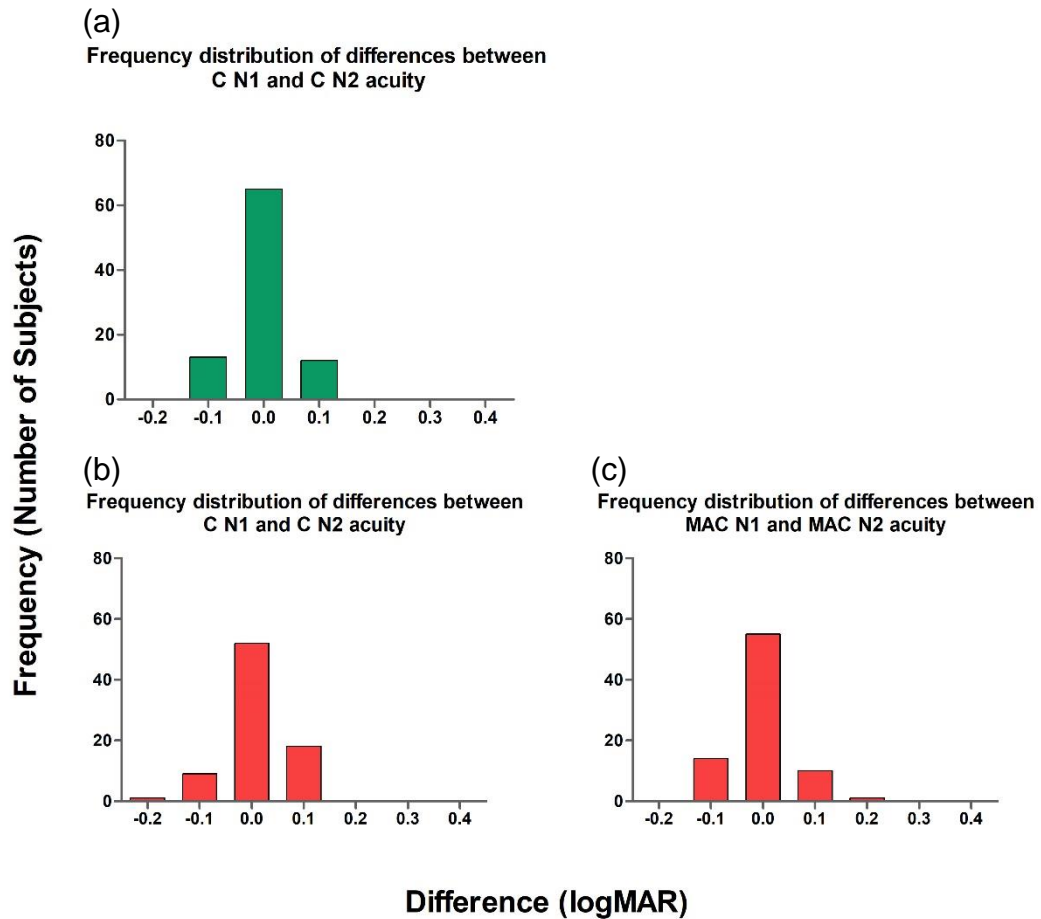 (a)
Frequency distribution of differences between
C N1 and C N2 acuity
80
60
40
20
0
-0.2 -0.1 0.0 0.1 0.2 0.3 0.4
Frequency (Number of Subjects)
(b)
Frequency distribution of differences between
C N1 and C N2 acuity
80
60
40
20
0
-0.2 -0.1 0.0 0.1 0.2 0.3 0.4
(c)
Frequency distribution of differences between
MAC N1 and MAC N2 acuity
80
60
40
20
0
-0.2 -0.1 0.0 0.1 0.2 0.3 0.4
Difference (logMAR)